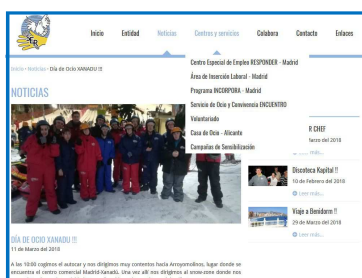 Inicio Entidad Noticias Centros y servicios Colabora Contacto Enlaces
Centro Especial de Empleo RESPONDER - Madrid
Área de Inserción Laboral - Madrid
Programa INCORPORA - Madrid
Servicio de Ocio y Convivencia ENCUENTRO
Voluntariado
Casa de Ocio - Alicante
Campañas de Sensibilización
Inicio • Noticias • Día de Ocio XANADU !!!
NOTICIAS
R CHEF
Marzo del 2018
Discoteca Kapital !!
10 de Febrero del 2018
Leer más...
Viaje a Benidorm !!
29 de Marzo del 2018
Leer más...
DÍA DE OCIO XANADU !!!
11 de Marzo del 2018
A las 10:00 cogimos el autocar y nos dirigimos muy contentos hacia Arroyomolinos, lugar donde se
encuentra el centro comercial Madrid-Xanadú. Una vez allí nos dirigimos al snow-zone donde nos